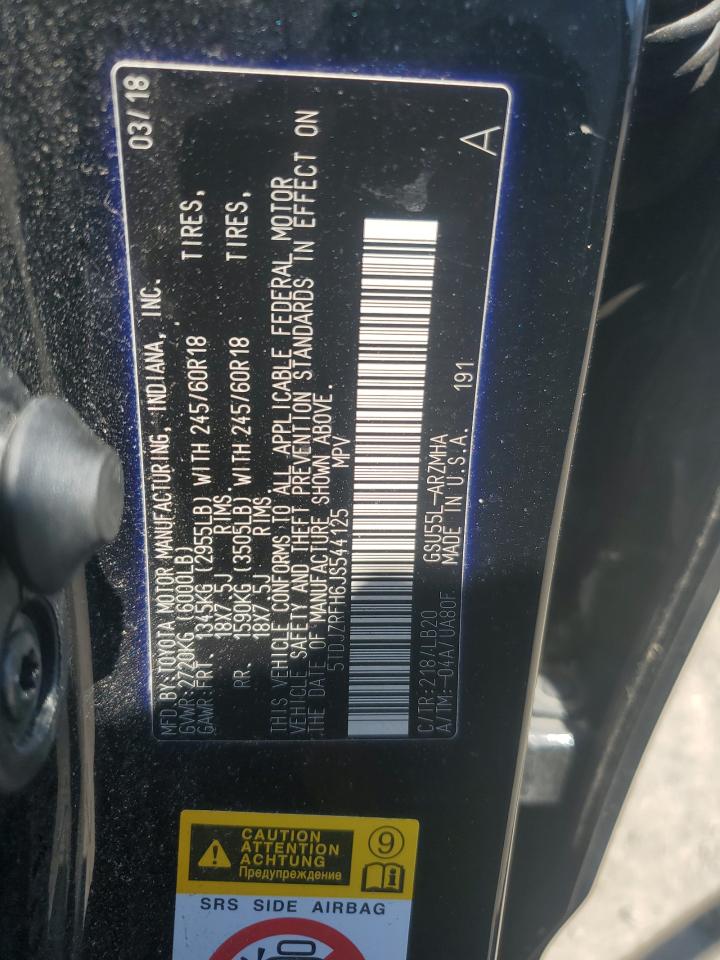 MFD BY:TOYOTA MOTOR MANUFACTURING, INDIANA, INC. 03/18
GVWR:2720KG (6000LB)
GAWR:FRT. 1345KG (2955LB) WITH 245/60R18 TIRES,
18X7.5J RIMS
RR. 1590KG (3505LB) WITH 245/60R18 TIRES,
18X7.5J RIMS,
THIS VEHICLE CONFORMS TO ALL APPLICABLE FEDERAL MOTOR
VEHICLE SAFETY AND THEFT PREVENTION STANDARDS IN EFFECT ON
THE DATE OF MANUFACTURE SHOWN ABOVE.
5TDJZRFH6JS544125 MPV
C/TR:218/LB20 GSU55L-ARZMHA
A/TM:-04A/UA80F MADE IN U.S.A. 191 A
CAUTION
ATTENTION
ACHTUNG
Предупреждение
9
SRS SIDE AIRBAG